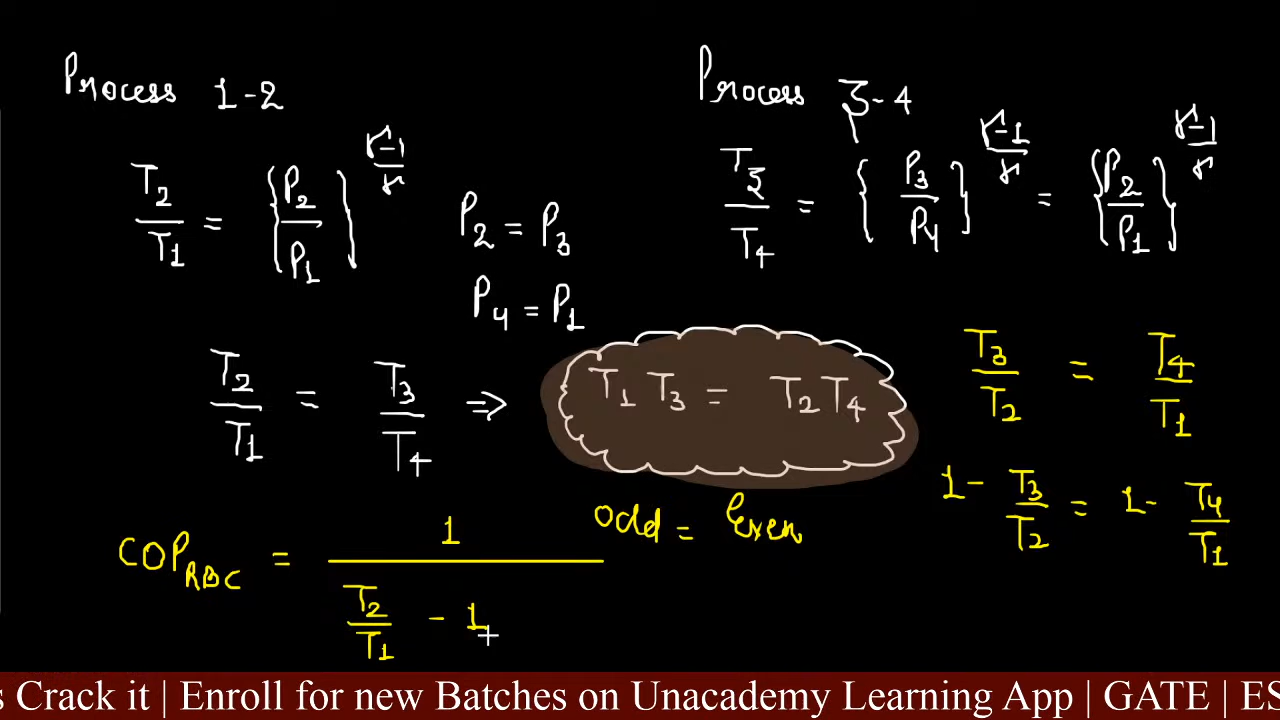 Process 1-2
T2/T1 = {P2/P1}^(γ-1)/γ
P2 = P3
P4 = P1
Process 3-4
T3/T4 = {P3/P4}^(γ-1)/γ = {P2/P1}^(γ-1)/γ
T2/T1 = T3/T4 ⇒ T1 T3 = T2 T4
odd = Even
T3/T2 = T4/T1
1 - T3/T2 = 1 - T4/T1
COP RBC = 1/(T2/T1 - 1)
s Crack it | Enroll for new Batches on Unacademy Learning App | GATE | ES